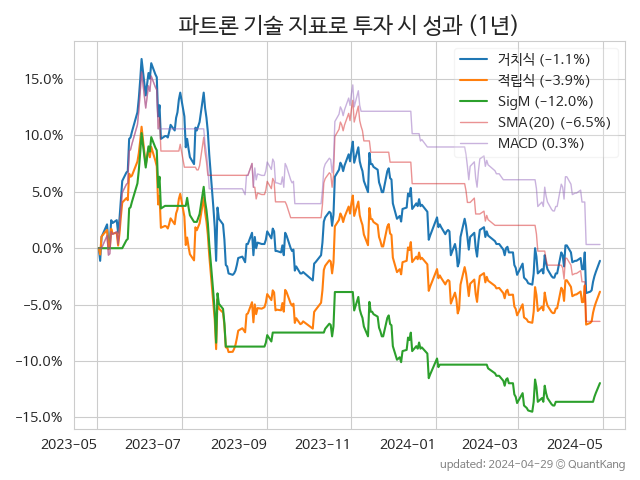 파트론 기술 지표로 투자 시 성과 (1년)
거치식 (−1.1%)
적립식 (−3.9%)
SigM (−12.0%)
SMA(20) (−6.5%)
MACD (0.3%)
15.0%
10.0%
5.0%
0.0%
−5.0%
−10.0%
−15.0%
2023-05 2023-07 2023-09 2023-11 2024-01 2024-03 2024-05
updated: 2024-04-29 © QuantKang